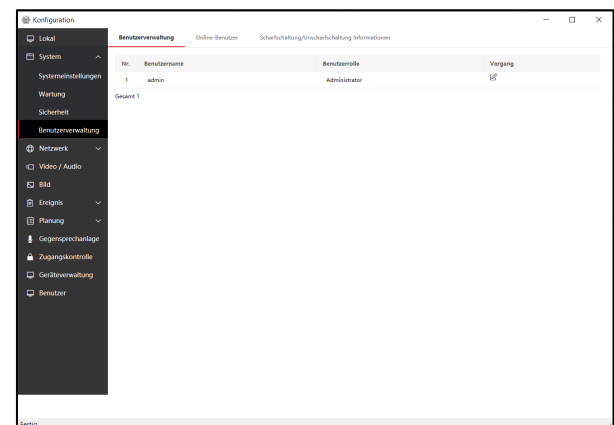 Konfiguration
Lokal
System
Systemeinstellungen
Wartung
Sicherheit
Benutzerverwaltung
Netzwerk
Video / Audio
Bild
Ereignis
Planung
Gegensprechanlage
Zugangskontrolle
Geräteverwaltung
Benutzer
Benutzerverwaltung Online-Benutzer Scharfschaltung/Unscharfschaltung Informationen
Nr. Benutzername Benutzerrolle Vorgang
1 admin Administrator
Gesamt 1
Fertig